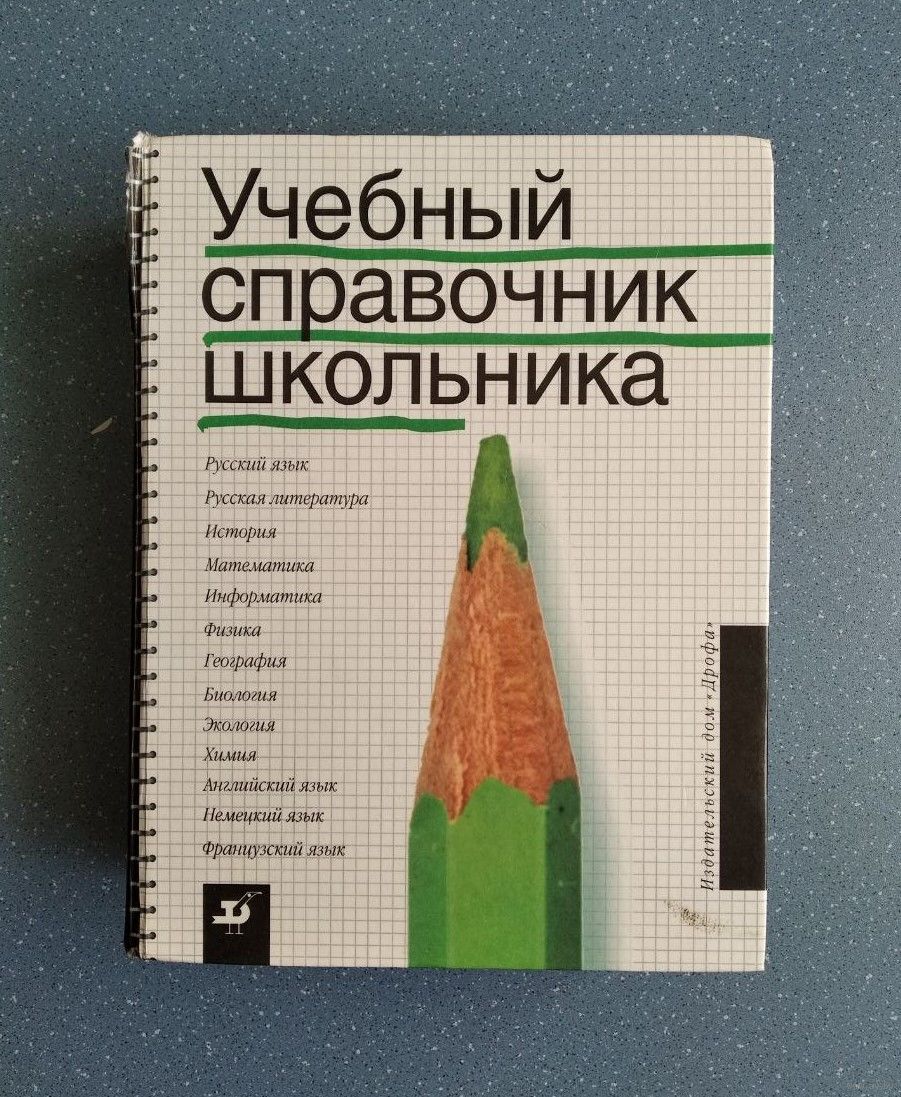 Учебный
справочник
школьника
Русский язык
Русская литература
История
Математика
Информатика
Физика
География
Биология
Экология
Химия
Английский язык
Немецкий язык
Французский язык
Издательский дом «Дрофа»